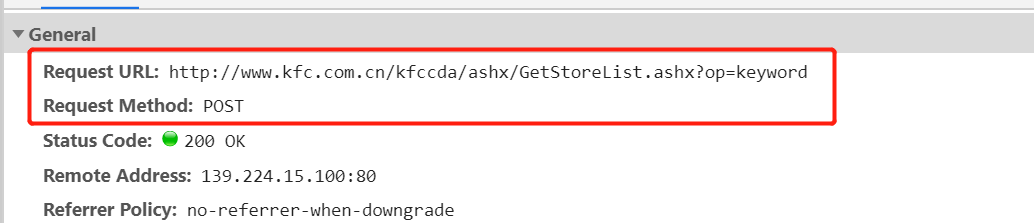 General
Request URL: http://www.kfc.com.cn/kfccda/ashx/GetStoreList.ashx?op=keyword
Request Method: POST
Status Code: 200 OK
Remote Address: 139.224.15.100:80
Referrer Policy: no-referrer-when-downgrade